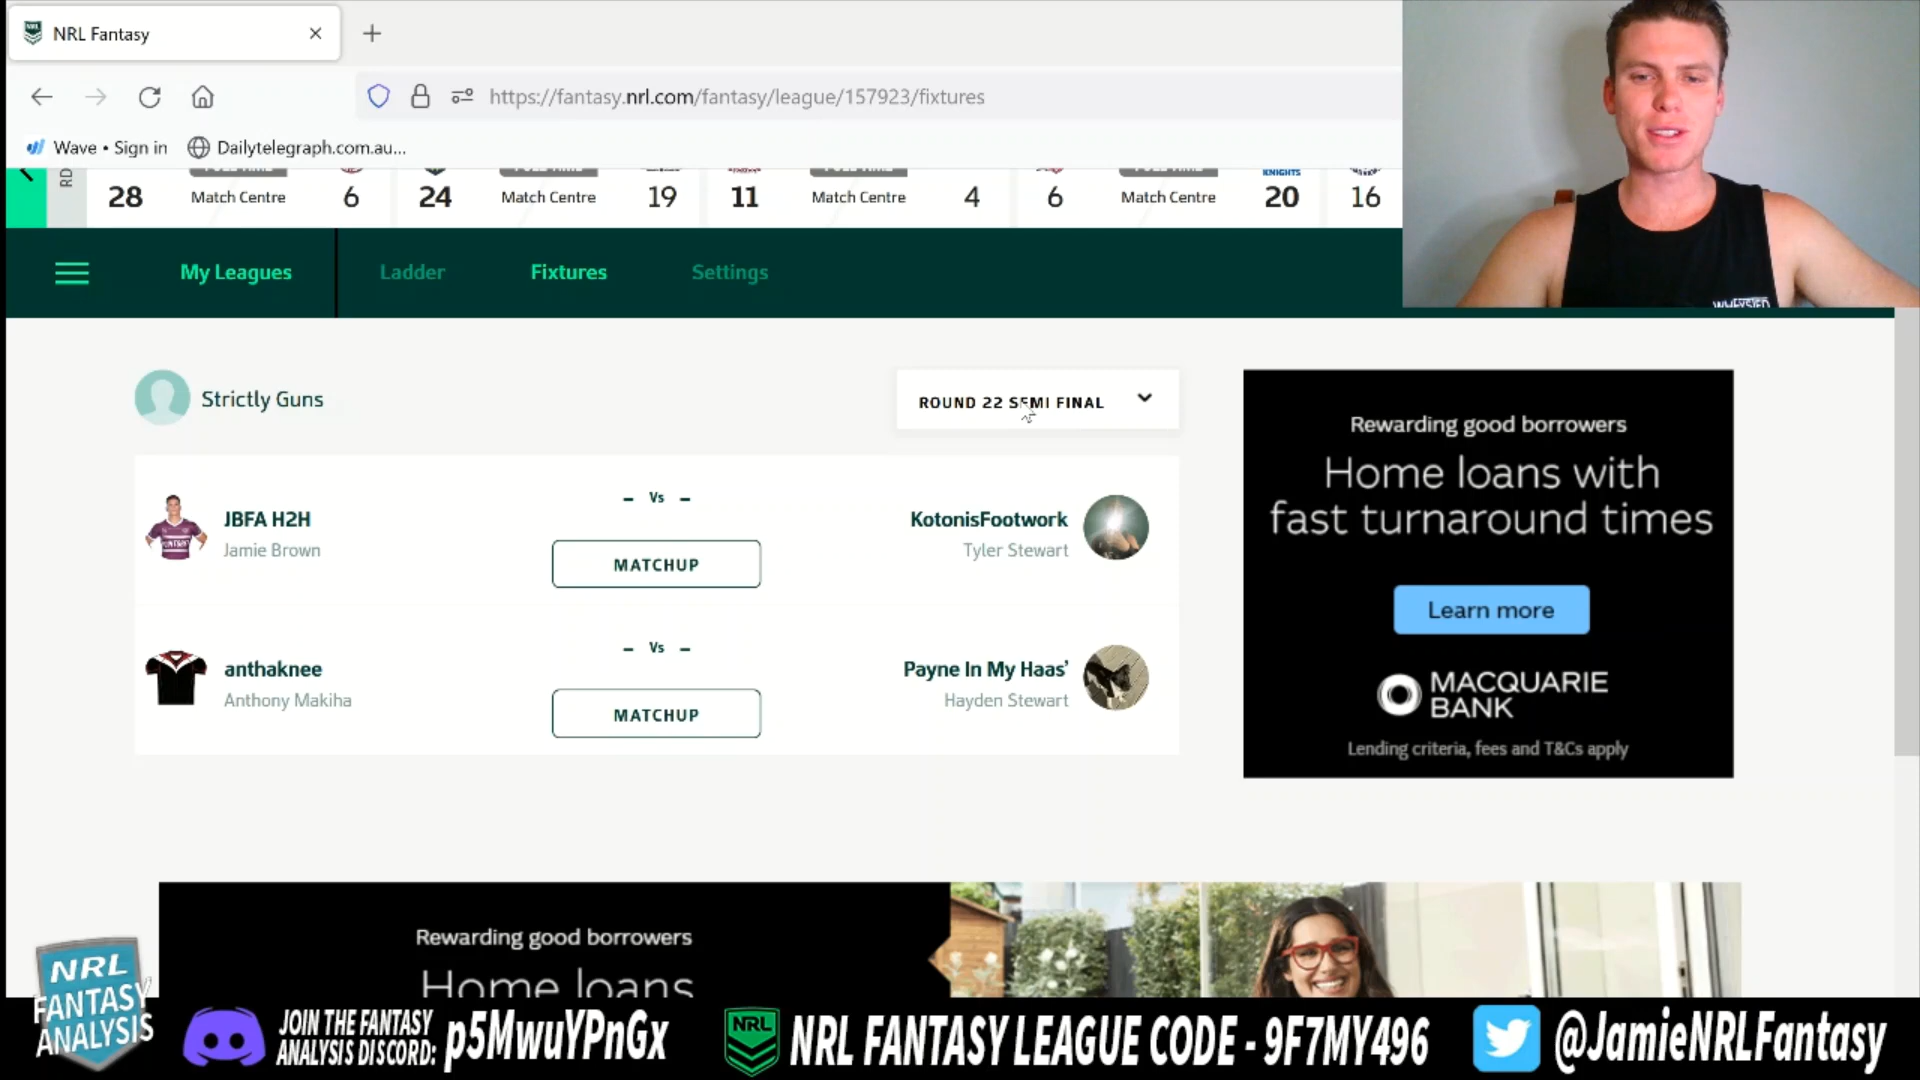 NRL Fantasy
https://fantasy.nrl.com/fantasy/league/157923/fixtures
Wave • Sign in
Dailytelegraph.com.au...
RD
28 Match Centre 6 24 Match Centre 19 11 Match Centre 4 6 Match Centre 20 16
KNIGHTS
My Leagues Ladder Fixtures Settings
Strictly Guns
ROUND 22 SEMI FINAL
JBFA H2H
Jamie Brown
– Vs –
MATCHUP
KotonisFootwork
Tyler Stewart
anthaknee
Anthony Makiha
– Vs –
MATCHUP
Payne In My Haas'
Hayden Stewart
Rewarding good borrowers
Home loans with
fast turnaround times
Learn more
MACQUARIE
BANK
Lending criteria, fees and T&Cs apply
Rewarding good borrowers
Home loans
NRL
FANTASY
ANALYSIS
JOIN THE FANTASY
ANALYSIS DISCORD: p5MwuYPnGx
NRL
NRL FANTASY LEAGUE CODE - 9F7MY496
@JamieNRLFantasy